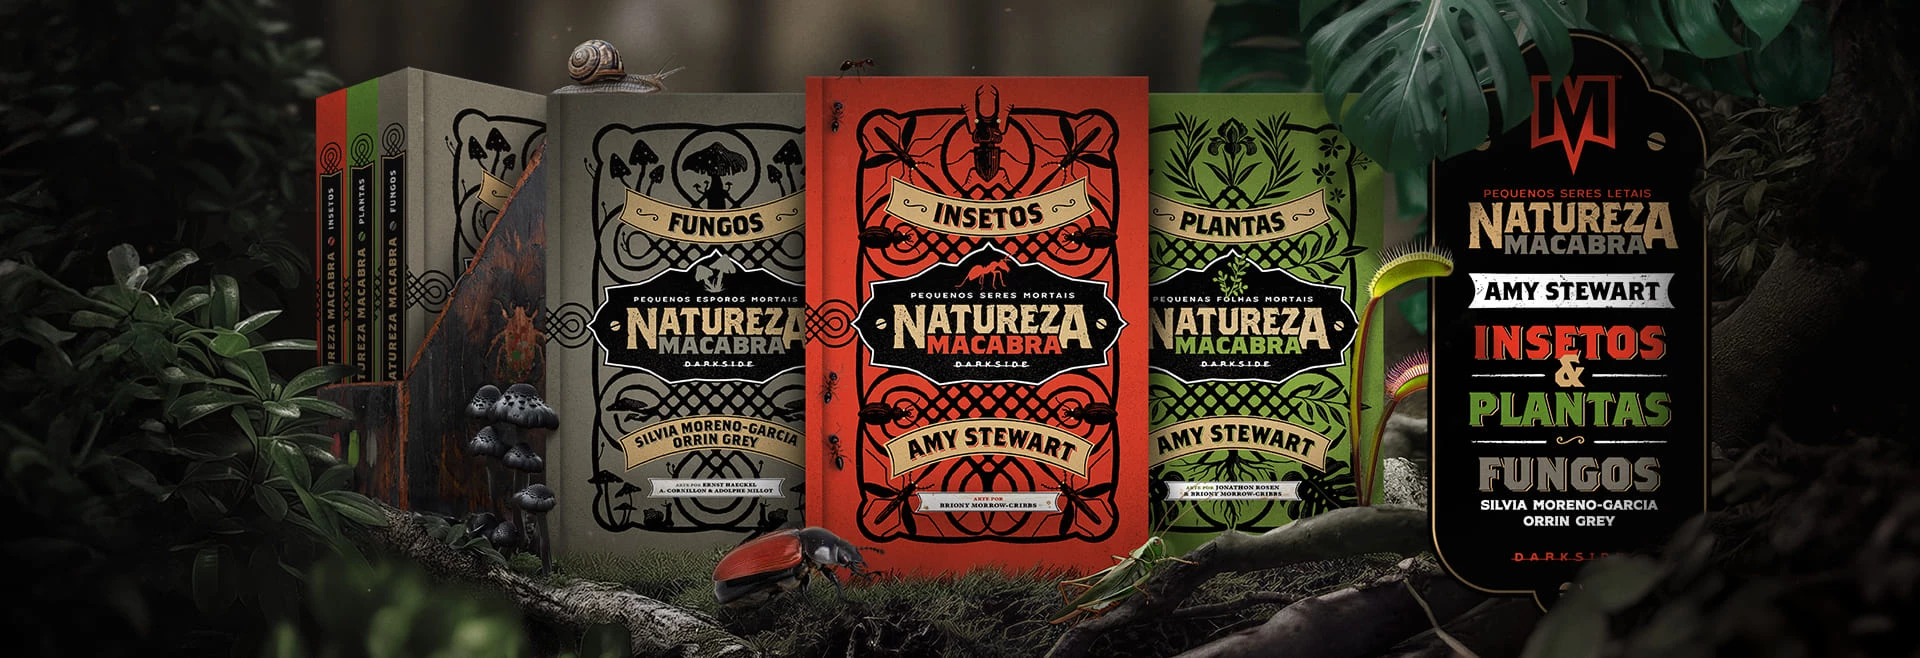 NATUREZA MACABRA INSETOS
NATUREZA MACABRA PLANTAS
NATUREZA MACABRA FUNGOS
FUNGOS
PEQUENOS ESPOROS MORTAIS
NATUREZA
MACABRA
DARKSIDE
SILVIA MORENO-GARCIA
ORRIN GREY
ARTE POR ERNST HAECKEL
A. CORNILLON & ADOLPHE MILLOT
INSETOS
PEQUENOS SERES MORTAIS
NATUREZA
MACABRA
DARKSIDE
AMY STEWART
ARTE POR
BRIONY MORROW-CRIBBS
PLANTAS
PEQUENAS FOLHAS MORTAIS
NATUREZA
MACABRA
DARKSIDE
AMY STEWART
ARTE POR JONATHON ROSEN
& BRIONY MORROW-CRIBBS
M
PEQUENOS SERES LETAIS
NATUREZA
MACABRA
AMY STEWART
INSETOS
&
PLANTAS
FUNGOS
SILVIA MORENO-GARCIA
ORRIN GREY
DARKSIDE